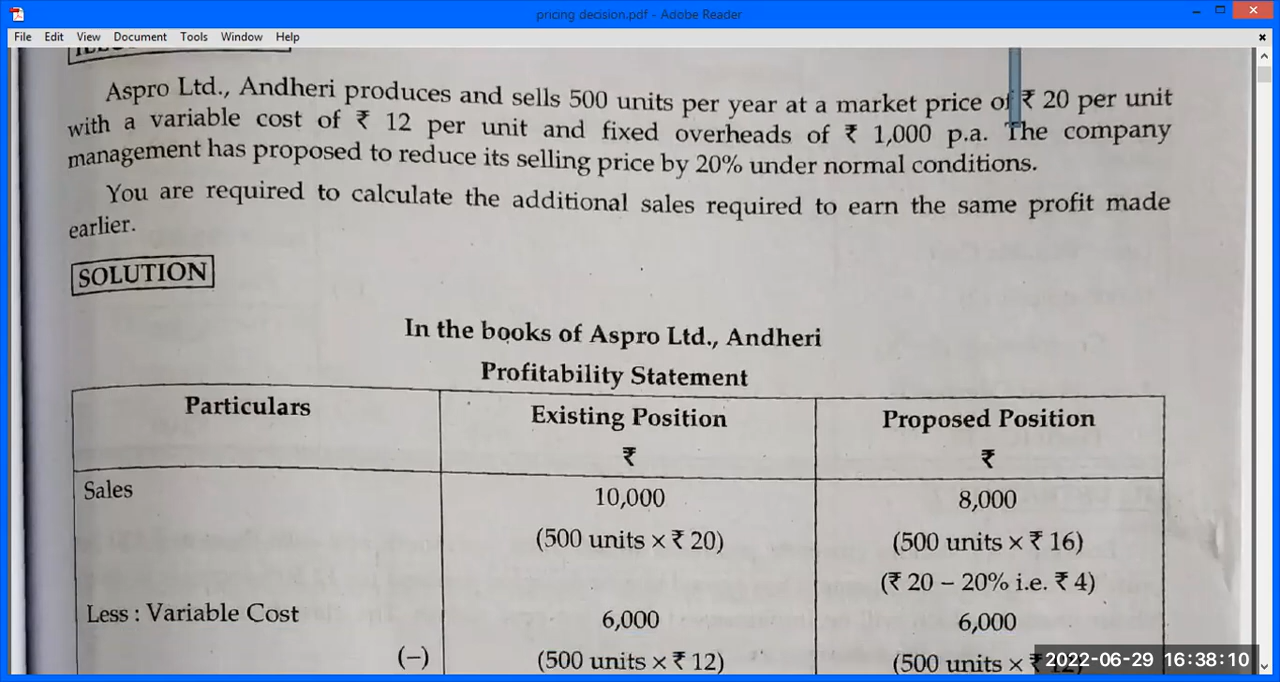 pricing decision.pdf - Adobe Reader
File Edit View Document Tools Window Help
Aspro Ltd., Andheri produces and sells 500 units per year at a market price of ₹ 20 per unit
with a variable cost of ₹ 12 per unit and fixed overheads of ₹ 1,000 p.a. The company
management has proposed to reduce its selling price by 20% under normal conditions.
You are required to calculate the additional sales required to earn the same profit made
earlier.
SOLUTION
In the books of Aspro Ltd., Andheri
Profitability Statement
Particulars Existing Position Proposed Position
₹ ₹
Sales 10,000 8,000
(500 units × ₹ 20) (500 units × ₹ 16)
(₹ 20 – 20% i.e. ₹ 4)
Less : Variable Cost 6,000 6,000
(–) (500 units × ₹ 12) (500 units ×
2022-06-29 16:38:10